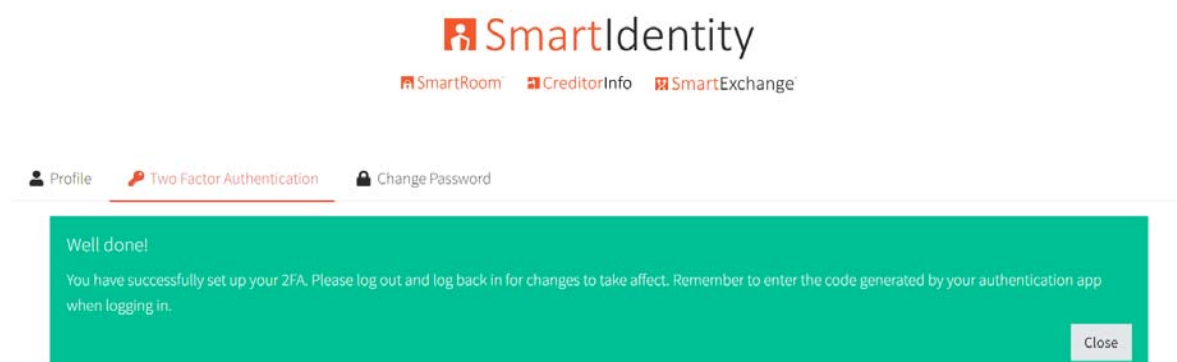 SmartIdentity
SmartRoom CreditorInfo SmartExchange
Profile Two Factor Authentication Change Password
Well done!
You have successfully set up your 2FA. Please log out and log back in for changes to take affect. Remember to enter the code generated by your authentication app
when logging in.
Close